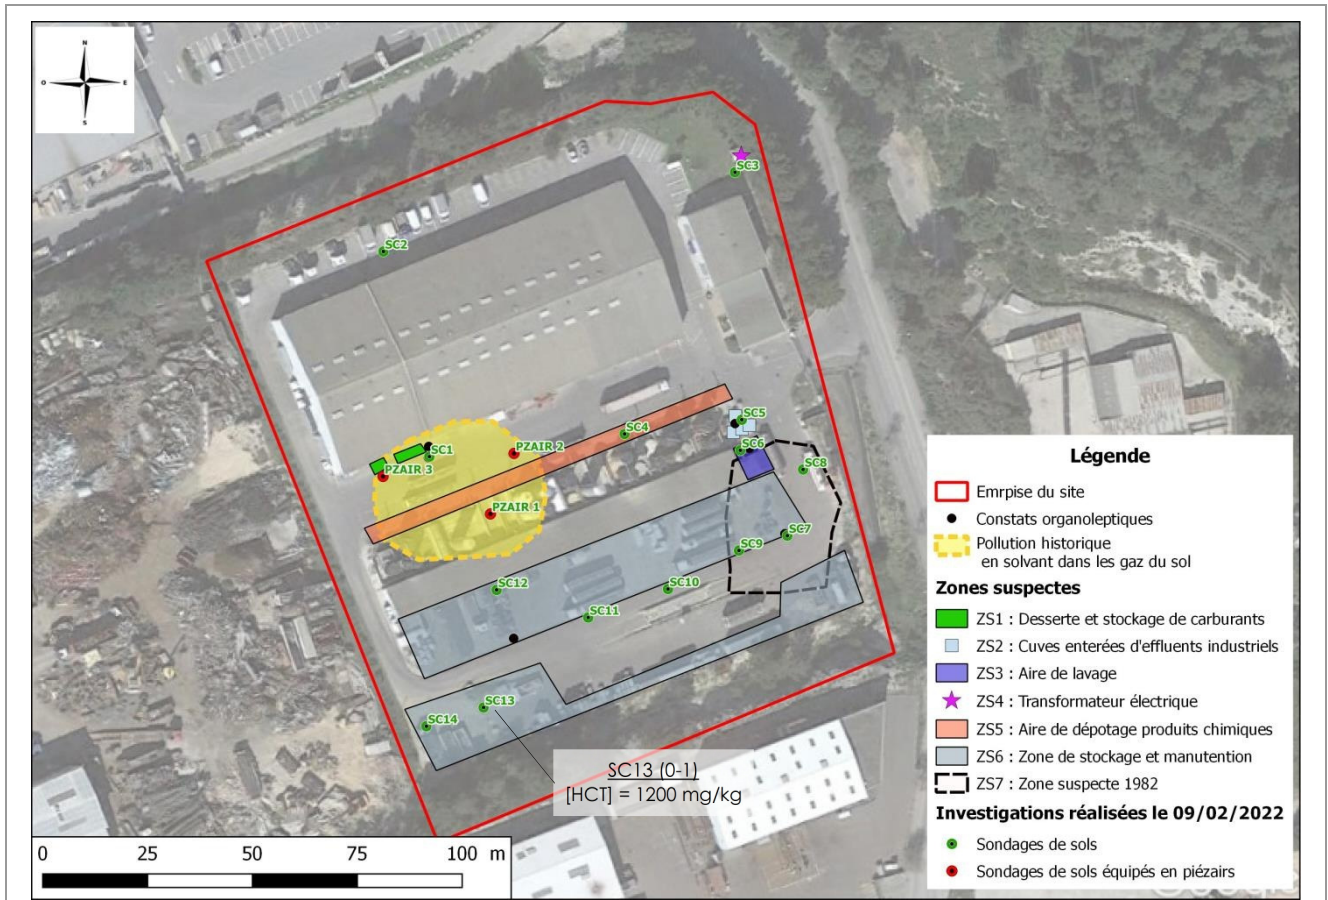 N
O
E
S
SC3
SC2
SC5
SC4
SC6
SC1
PZAIR 2
PZAIR 3
SC8
PZAIR 1
SC7
SC9
SC10
SC12
SC11
SC13
SC14
SC13 (0-1)
[HCT] = 1200 mg/kg
Légende
Emrpise du site
Constats organoleptiques
Pollution historique
en solvant dans les gaz du sol
Zones suspectes
ZS1 : Desserte et stockage de carburants
ZS2 : Cuves enterées d'effluents industriels
ZS3 : Aire de lavage
ZS4 : Transformateur électrique
ZS5 : Aire de dépotage produits chimiques
ZS6 : Zone de stockage et manutention
ZS7 : Zone suspecte 1982
Investigations réalisées le 09/02/2022
Sondages de sols
Sondages de sols équipés en piézairs
0 25 50 75 100 m